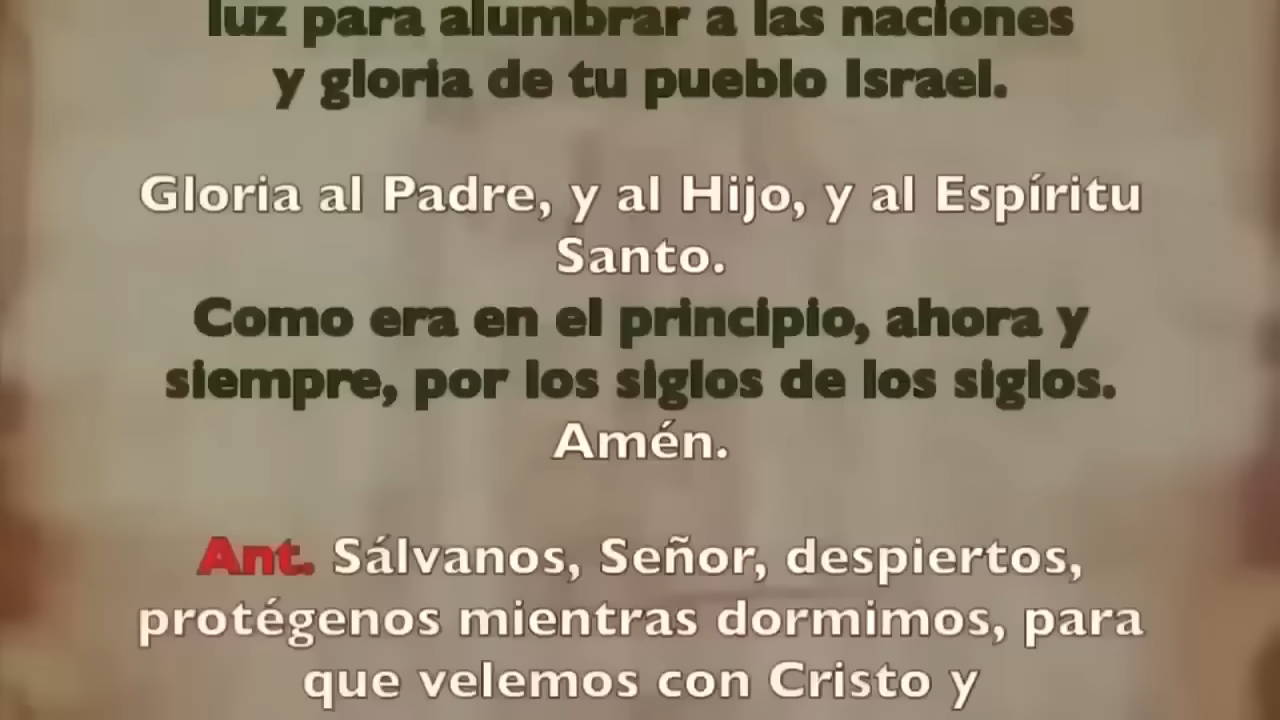 luz para alumbrar a las naciones
y gloria de tu pueblo Israel.
Gloria al Padre, y al Hijo, y al Espíritu
Santo.
Como era en el principio, ahora y
siempre, por los siglos de los siglos.
Amén.
Ant. Sálvanos, Señor, despiertos,
protégenos mientras dormimos, para
que velemos con Cristo y